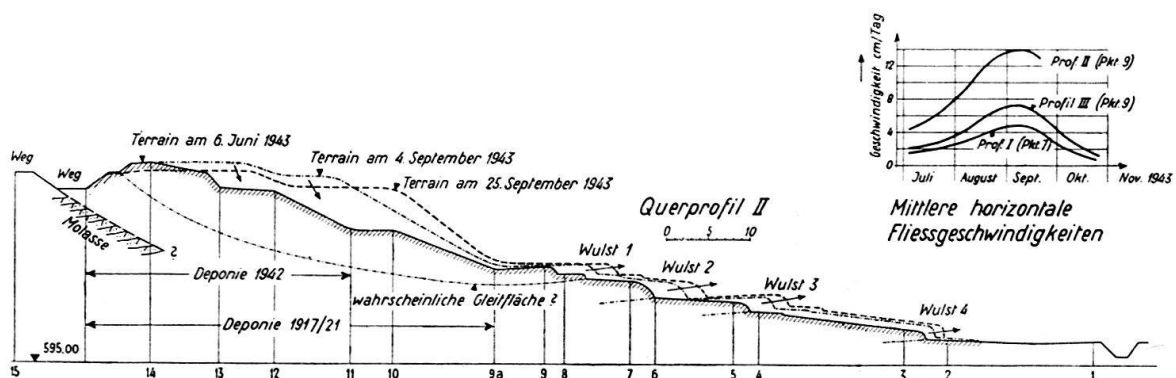 Geschwindigkeit cm/Tag
12
8
4
0
Prof. II (Pkt. 9)
Profil III (Pkt. 9)
Prof. I (Pkt. 7)
Juli
August
Sept.
Okt.
Nov. 1943
Mittlere horizontale
Fliessgeschwindigkeiten
Weg
Weg
Terrain am 6. Juni 1943
Terrain am 4. September 1943
Terrain am 25. September 1943
Molasse
?
Querprofil II
0 5 10
Deponie 1942
wahrscheinliche Gleitfläche ?
Deponie 1917/21
Wulst 1
Wulst 2
Wulst 3
Wulst 4
595.00
15 14 13 12 11 10 9a 9 8 7 6 5 4 3 2 1